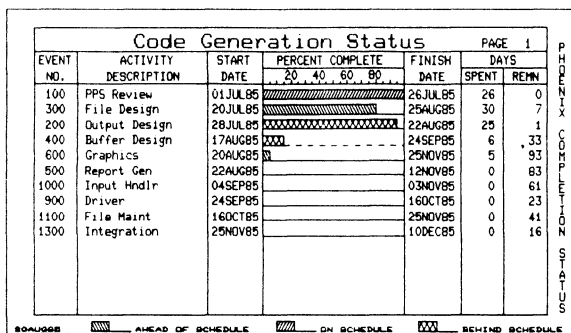 Code Generation Status PAGE 1
EVENT NO. ACTIVITY DESCRIPTION START DATE PERCENT COMPLETE 20 40 60 80 FINISH DATE DAYS SPENT REMN
100 PPS Review 01JUL85 26JUL85 26 0
300 File Design 20JUL85 25AUG85 30 7
200 Output Design 28JUL85 22AUG85 25 1
400 Buffer Design 17AUG85 24SEP85 6 33
600 Graphics 20AUG85 25NOV85 5 93
500 Report Gen 22AUG85 12NOV85 0 83
1000 Input Hndlr 04SEP85 03NOV85 0 61
900 Driver 24SEP85 16OCT85 0 23
1100 File Maint 16OCT85 25NOV85 0 41
1300 Integration 25NOV85 10DEC85 0 16
PHOENIX COMPLETION STATUS
AHEAD OF SCHEDULE ON SCHEDULE BEHIND SCHEDULE